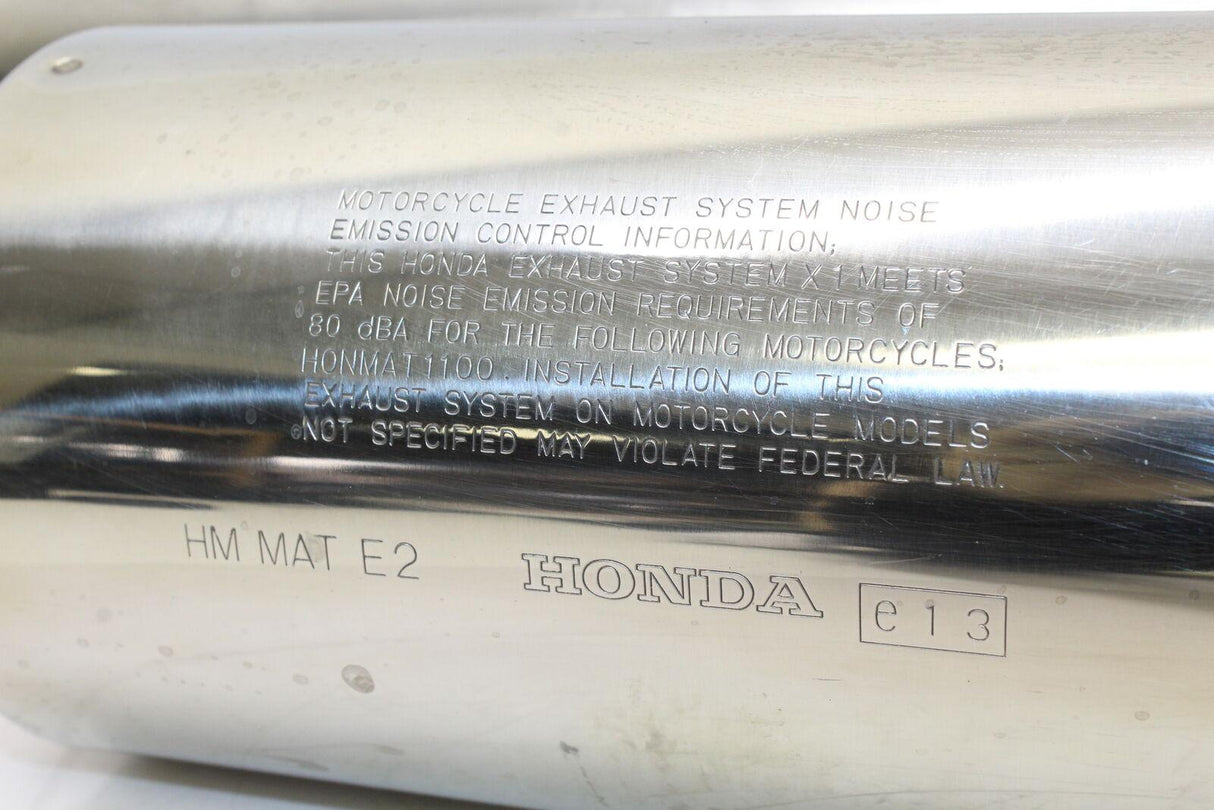 MOTORCYCLE EXHAUST SYSTEM NOISE
EMISSION CONTROL INFORMATION;
THIS HONDA EXHAUST SYSTEM X1 MEETS
EPA NOISE EMISSION REQUIREMENTS OF
80 dBA FOR THE FOLLOWING MOTORCYCLES;
HONMAT1100. INSTALLATION OF THIS
EXHAUST SYSTEM ON MOTORCYCLE MODELS
NOT SPECIFIED MAY VIOLATE FEDERAL LAW.
HM MAT E2
HONDA
e13